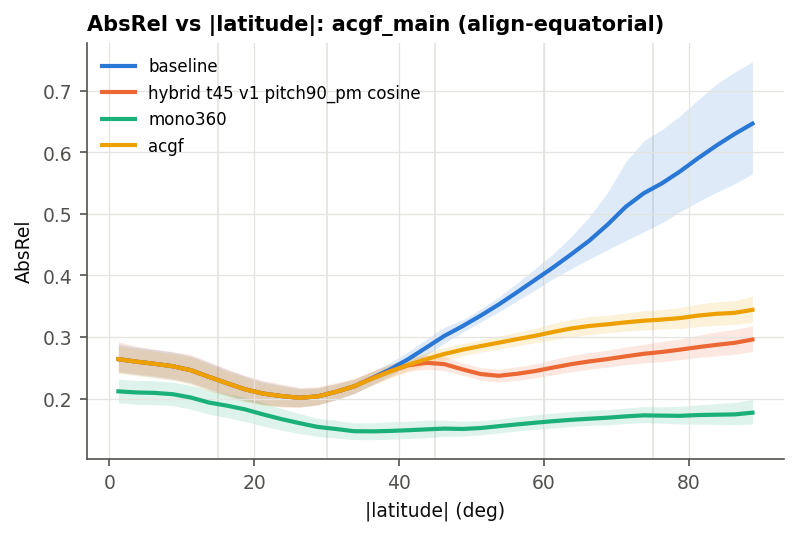 AbsRel vs |latitude|: acgf_main (align-equatorial)
baseline
hybrid t45 v1 pitch90_pm cosine
mono360
acgf
AbsRel
0.7
0.6
0.5
0.4
0.3
0.2
0
20
40
60
80
|latitude| (deg)